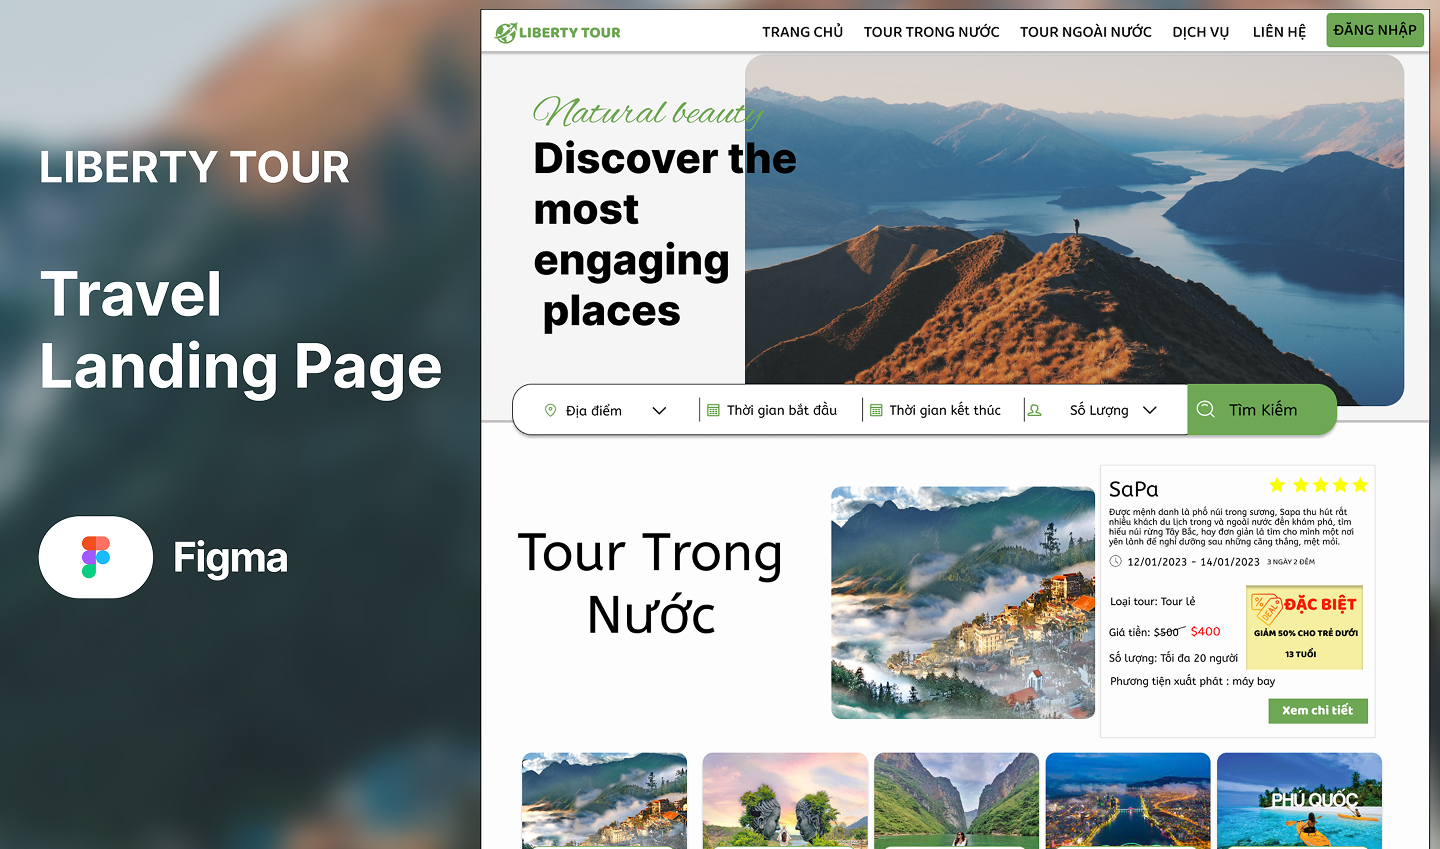 LIBERTY TOUR
Travel
Landing Page
Figma
LIBERTY TOUR
TRANG CHỦ
TOUR TRONG NƯỚC
TOUR NGOÀI NƯỚC
DỊCH VỤ
LIÊN HỆ
ĐĂNG NHẬP
Natural beauty
Discover the
most
engaging
places
Địa điểm
Thời gian bắt đầu
Thời gian kết thúc
Số Lượng
Tìm Kiếm
Tour Trong
Nước
SaPa
Được mệnh danh là phố núi trong sương, Sapa thu hút rất
nhiều khách du lịch trong và ngoài nước đến khám phá, tìm
hiểu núi rừng Tây Bắc, hay đơn giản là tìm cho mình một nơi
yên lành để nghỉ dưỡng sau những căng thẳng, mệt mỏi.
12/01/2023 - 14/01/2023 3 NGÀY 2 ĐÊM
Loại tour: Tour lẻ
Giá tiền: $500 $400
Số lượng: Tối đa 20 người
Phương tiện xuất phát : máy bay
% DEAL
ĐẶC BIỆT
GIẢM 50% CHO TRẺ DƯỚI
13 TUỔI
Xem chi tiết
PHÚ QUỐC